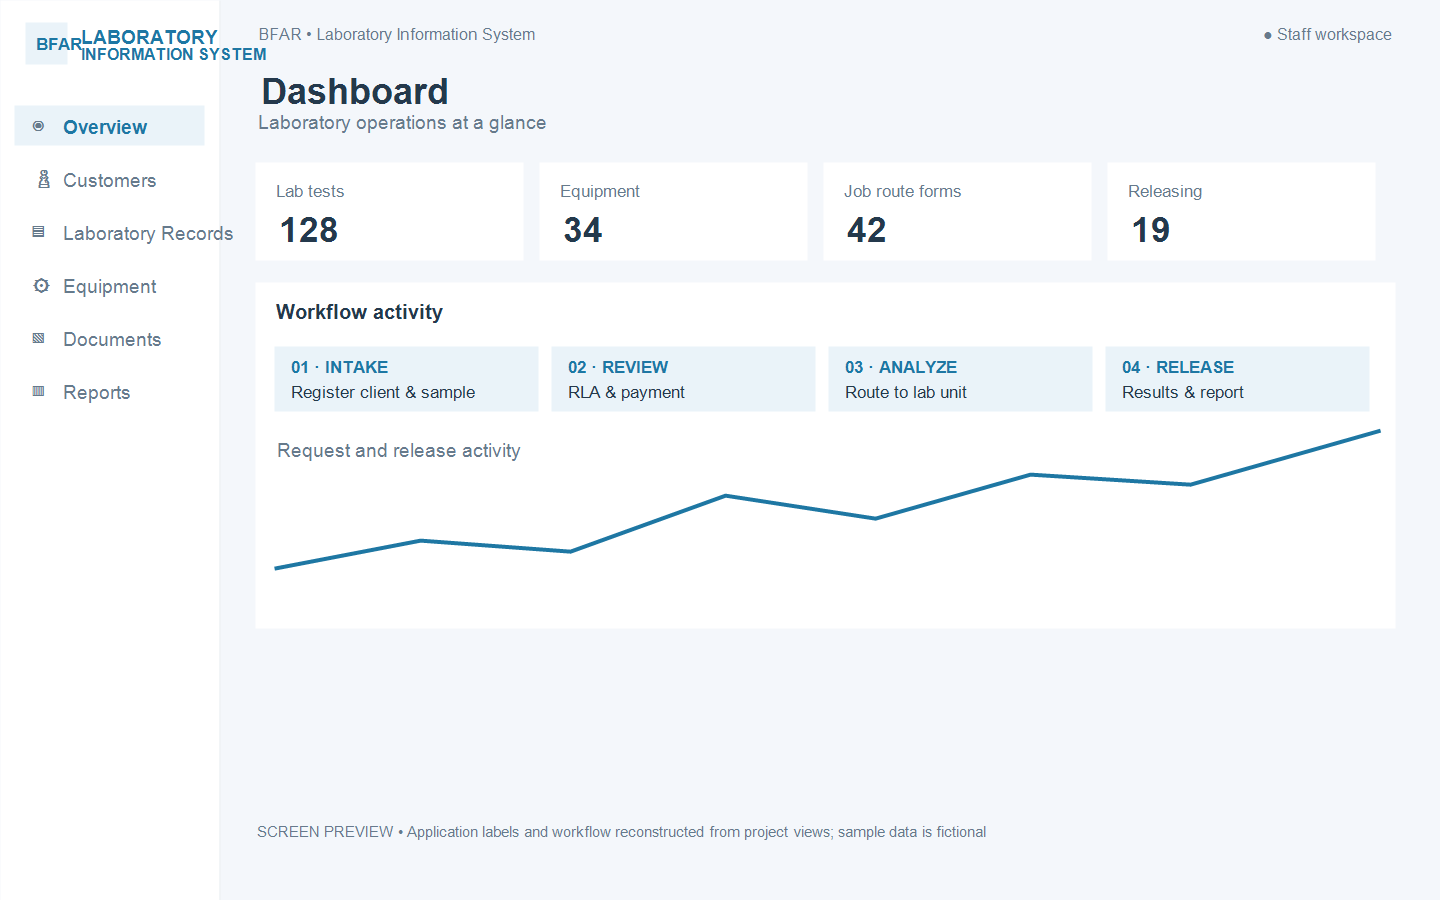 BFAR
LABORATORY
INFORMATION SYSTEM
Overview
Customers
Laboratory Records
Equipment
Documents
Reports
BFAR • Laboratory Information System
● Staff workspace
Dashboard
Laboratory operations at a glance
Lab tests
128
Equipment
34
Job route forms
42
Releasing
19
Workflow activity
01 · INTAKE
Register client & sample
02 · REVIEW
RLA & payment
03 · ANALYZE
Route to lab unit
04 · RELEASE
Results & report
Request and release activity
SCREEN PREVIEW • Application labels and workflow reconstructed from project views; sample data is fictional